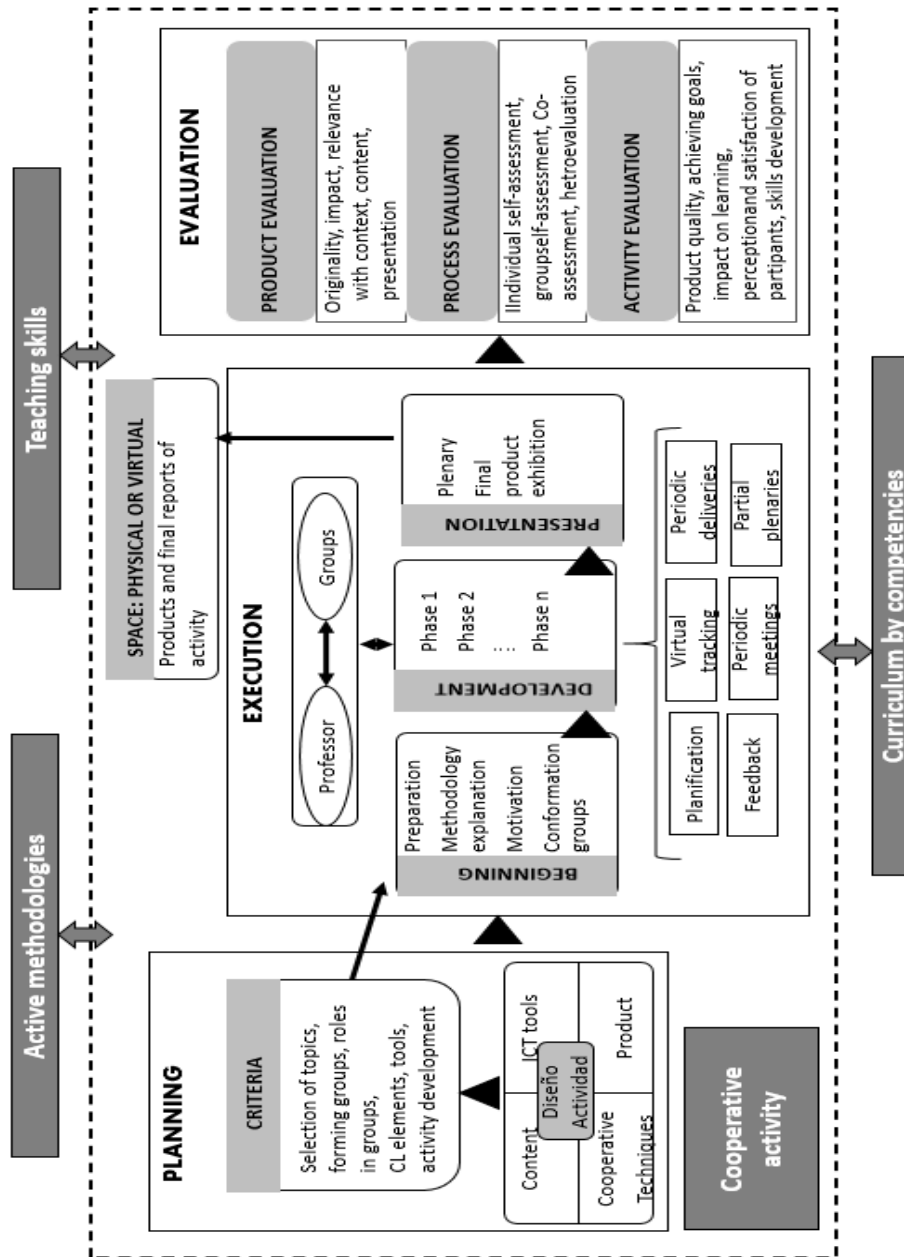 Active methodologies
Teaching skills
PLANNING
CRITERIA
Selection of topics,
forming groups, roles
in groups,
CL elements, tools,
activity development
Content
ICT tools
Diseño
Actividad
Cooperative
Techniques
Product
Cooperative
activity
SPACE: PHYSICAL OR VIRTUAL
Products and final reports of
activity
EXECUTION
Professor
Groups
BEGINNING
Preparation
Methodology
explanation
Motivation
Conformation
groups
DEVELOPMENT
Phase 1
Phase 2
...
Phase n
PRESENTATION
Plenary
Final
product
exhibition
Planification
Virtual
tracking
Periodic
deliveries
Feedback
Periodic
meetings
Partial
plenaries
EVALUATION
PRODUCT EVALUATION
Originality, impact, relevance
with context, content,
presentation
PROCESS EVALUATION
IIndividual self-assessment,
groupself-assessment, Co-
assessment, hetroevaluation
ACTIVITY EVALUATION
Product quality, achieving goals,
impact on learning,
perceptionand satisfaction of
participants, skills development
Curriculum by competencies